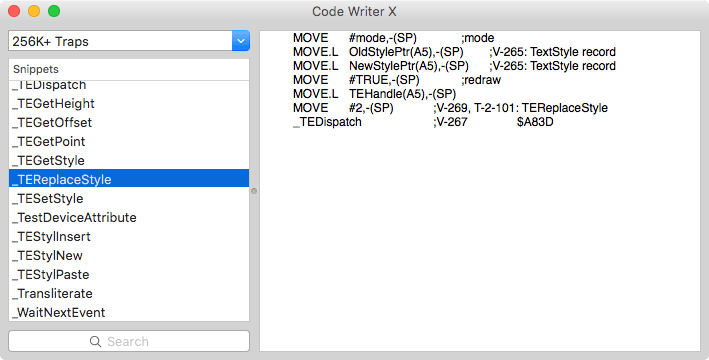 Code Writer X
256K+ Traps
Snippets
_TEDispatch
_TEGetHeight
_TEGetOffset
_TEGetPoint
_TEGetStyle
_TEReplaceStyle
_TESetStyle
_TestDeviceAttribute
_TEStylInsert
_TEStylNew
_TEStylPaste
_Transliterate
_WaitNextEvent
Search
MOVE #mode,-(SP) ;mode
MOVE.L OldStylePtr(A5),-(SP) ;V-265: TextStyle record
MOVE.L NewStylePtr(A5),-(SP) ;V-265: TextStyle record
MOVE #TRUE,-(SP) ;redraw
MOVE.L TEHandle(A5),-(SP)
MOVE #2,-(SP) ;V-269, T-2-101: TEReplaceStyle
_TEDispatch ;V-267 $A83D